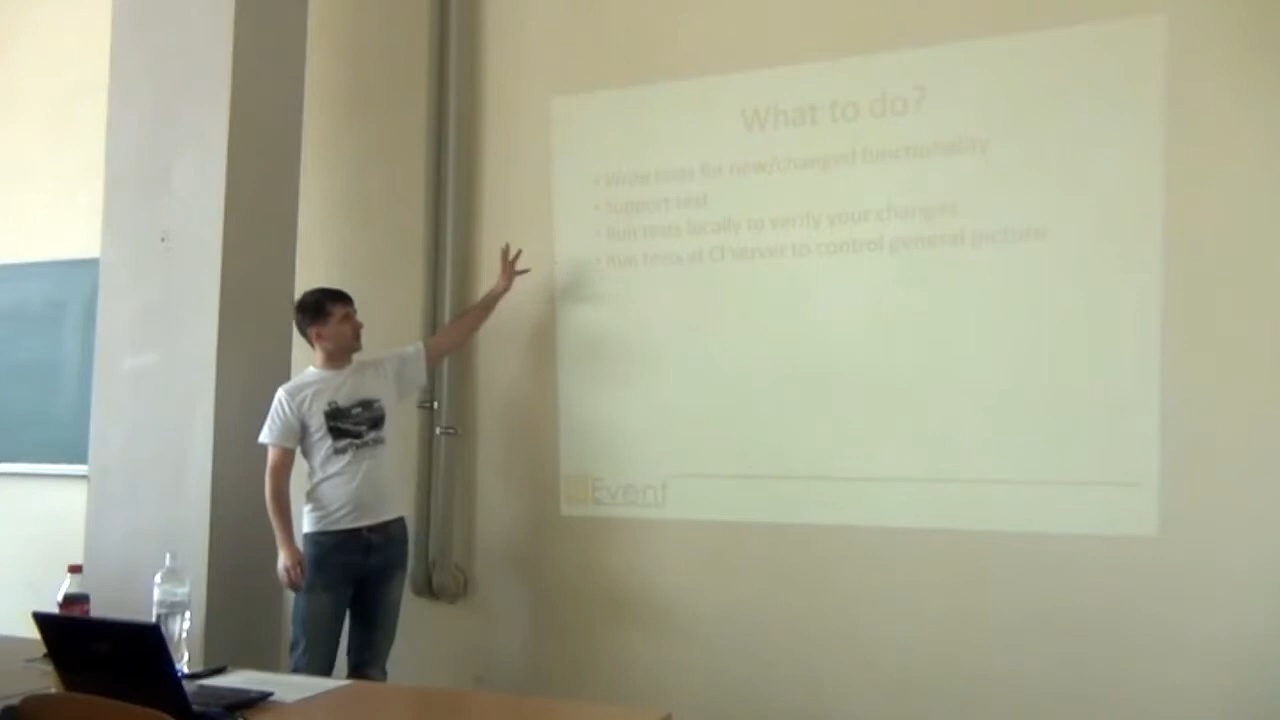 What to do?
• Write tests for new/changed functionability
• Support test
• Run tests locally to verify your changes
• Run tests at CI server to control general picture
Event